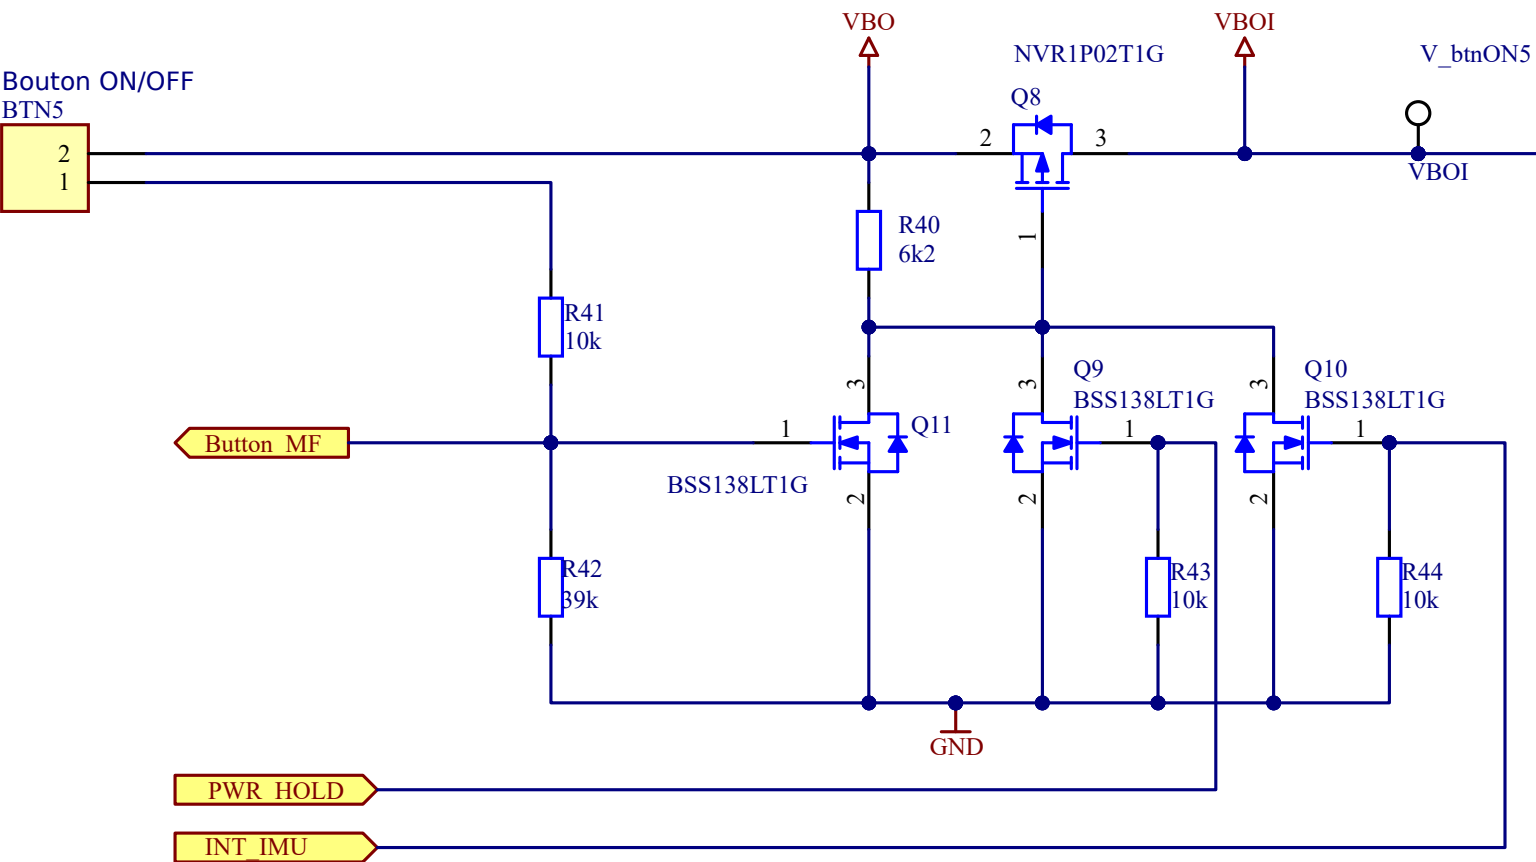 VBO
VBOI
NVR1P02T1G
V_btnON5
Bouton ON/OFF
BTN5
Q8
2
1
2
3
VBOI
R40
6k2
1
R41
10k
3
3
3
Q9
BSS138LT1G
Q10
BSS138LT1G
Button_MF
1
Q11
1
1
BSS138LT1G
2
2
2
R42
39k
R43
10k
R44
10k
GND
PWR_HOLD
INT_IMU